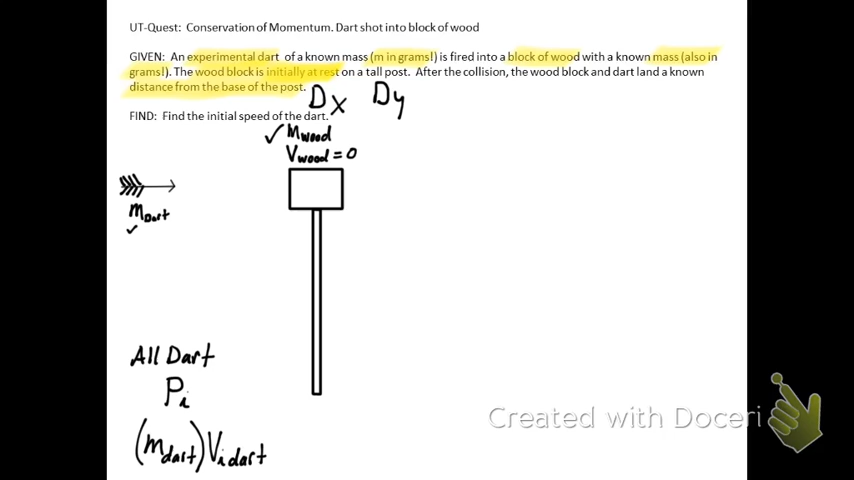 UT-Quest: Conservation of Momentum. Dart shot into block of wood
GIVEN: An experimental dart of a known mass (m in grams!) is fired into a block of wood with a known mass (also in
grams!). The wood block is initially at rest on a tall post. After the collision, the wood block and dart land a known
distance from the base of the post. Dx Dy
FIND: Find the initial speed of the dart.
✓ Mwood
Vwood = 0
mDart
✓
All Dart
Pi
(mdart)Vidart
Created with Doceri